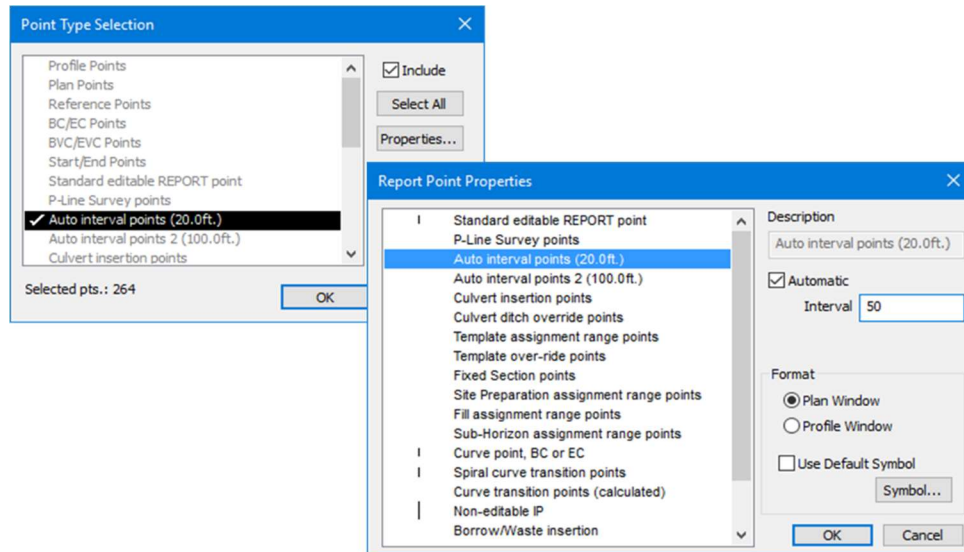 Point Type Selection
Profile Points
Plan Points
Reference Points
BC/EC Points
BVC/EVC Points
Start/End Points
Standard editable REPORT point
P-Line Survey points
Auto interval points (20.0ft.)
Auto interval points 2 (100.0ft.)
Culvert insertion points
Include
Select All
Properties...
Selected pts.: 264
OK
Report Point Properties
Standard editable REPORT point
P-Line Survey points
Auto interval points (20.0ft.)
Auto interval points 2 (100.0ft.)
Culvert insertion points
Culvert ditch override points
Template assignment range points
Template over-ride points
Fixed Section points
Site Preparation assignment range points
Fill assignment range points
Sub-Horizon assignment range points
Curve point, BC or EC
Spiral curve transition points
Curve transition points (calculated)
Non-editable IP
Borrow/Waste insertion
Description
Auto interval points (20.0ft.)
Automatic
Interval 50
Format
Plan Window
Profile Window
Use Default Symbol
Symbol...
OK Cancel